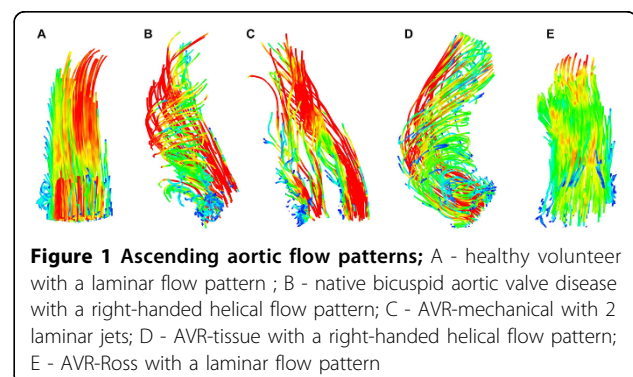 A B C D E
Figure 1 Ascending aortic flow patterns; A - healthy volunteer
with a laminar flow pattern ; B - native bicuspid aortic valve disease
with a right-handed helical flow pattern; C - AVR-mechanical with 2
laminar jets; D - AVR-tissue with a right-handed helical flow pattern;
E - AVR-Ross with a laminar flow pattern